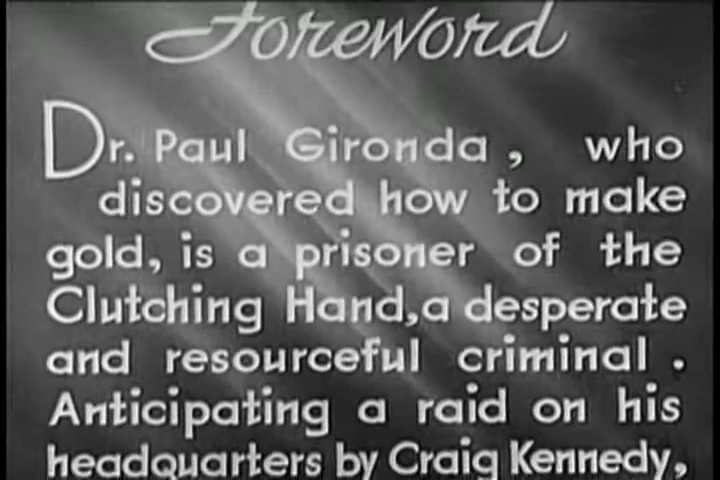 Foreword
Dr. Paul Gironda, who
discovered how to make
gold, is a prisoner of the
Clutching Hand, a desperate
and resourceful criminal.
Anticipating a raid on his
headquarters by Craig Kennedy,